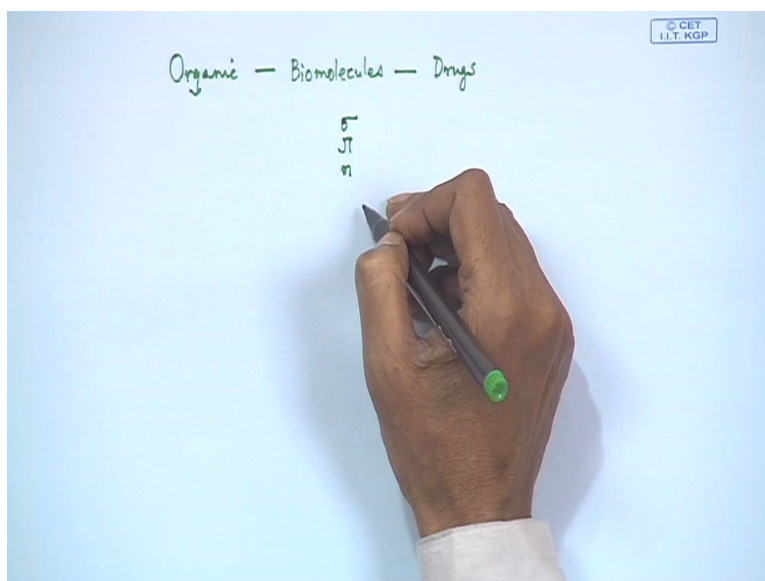 © CET
I.I.T. KGP
Organic — Biomolecules — Drugs
σ
π
n